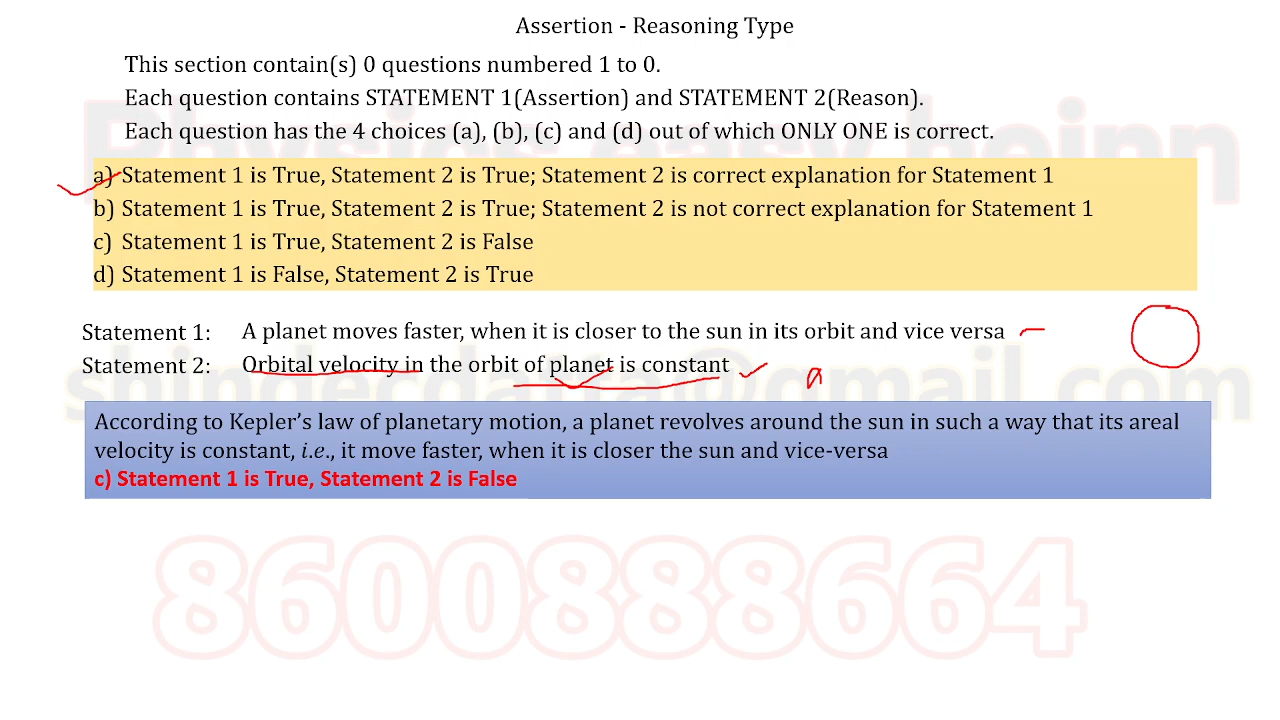 Assertion - Reasoning Type
This section contain(s) 0 questions numbered 1 to 0.
Each question contains STATEMENT 1(Assertion) and STATEMENT 2(Reason).
Each question has the 4 choices (a), (b), (c) and (d) out of which ONLY ONE is correct.
a) Statement 1 is True, Statement 2 is True; Statement 2 is correct explanation for Statement 1
b) Statement 1 is True, Statement 2 is True; Statement 2 is not correct explanation for Statement 1
c) Statement 1 is True, Statement 2 is False
d) Statement 1 is False, Statement 2 is True
Statement 1: A planet moves faster, when it is closer to the sun in its orbit and vice versa
Statement 2: Orbital velocity in the orbit of planet is constant
a
According to Kepler's law of planetary motion, a planet revolves around the sun in such a way that its areal
velocity is constant, i.e., it move faster, when it is closer the sun and vice-versa
c) Statement 1 is True, Statement 2 is False
8600888664